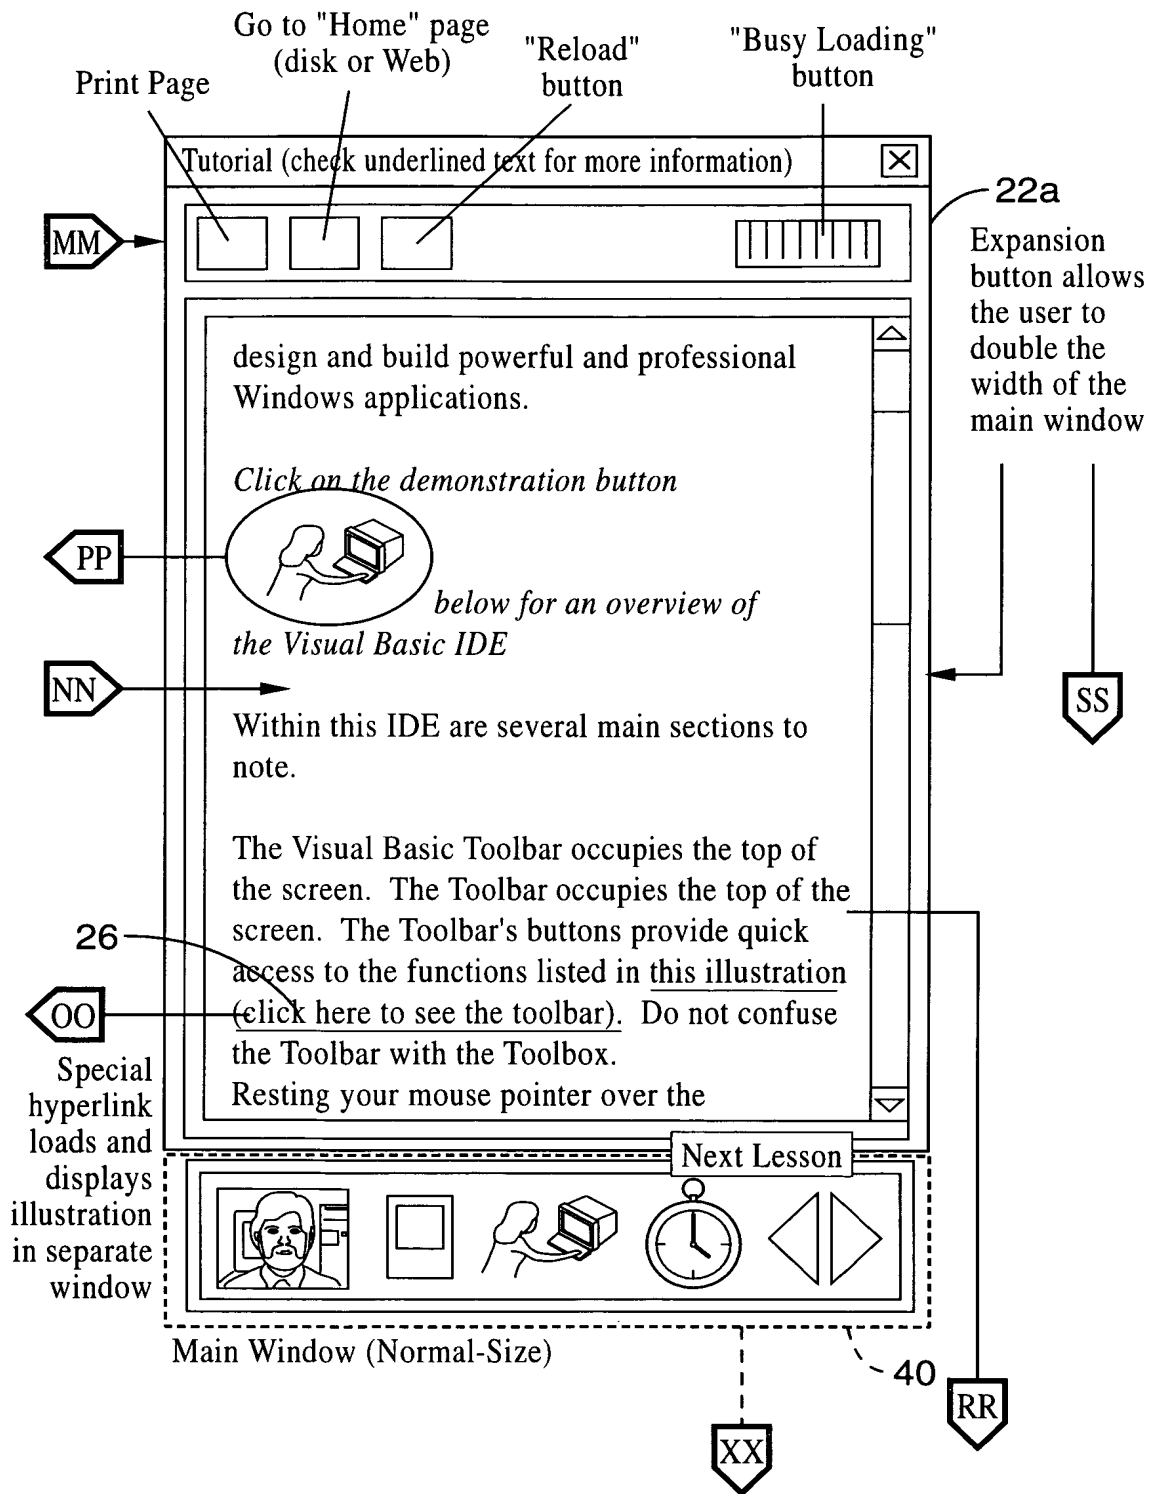 Go to "Home" page
(disk or Web)
"Reload"
button
"Busy Loading"
button
Print Page
Tutorial (check underlined text for more information)
22a
MM
Expansion
button allows
the user to
double the
width of the
main window
design and build powerful and professional
Windows applications.
Click on the demonstration button
PP
below for an overview of
the Visual Basic IDE
NN
SS
Within this IDE are several main sections to
note.
The Visual Basic Toolbar occupies the top of
the screen. The Toolbar occupies the top of the
screen. The Toolbar's buttons provide quick
26
access to the functions listed in this illustration
(click here to see the toolbar). Do not confuse
OO
the Toolbar with the Toolbox.
Resting your mouse pointer over the
Special
hyperlink
loads and
displays
illustration
in separate
window
Next Lesson
Main Window (Normal-Size)
40
RR
XX